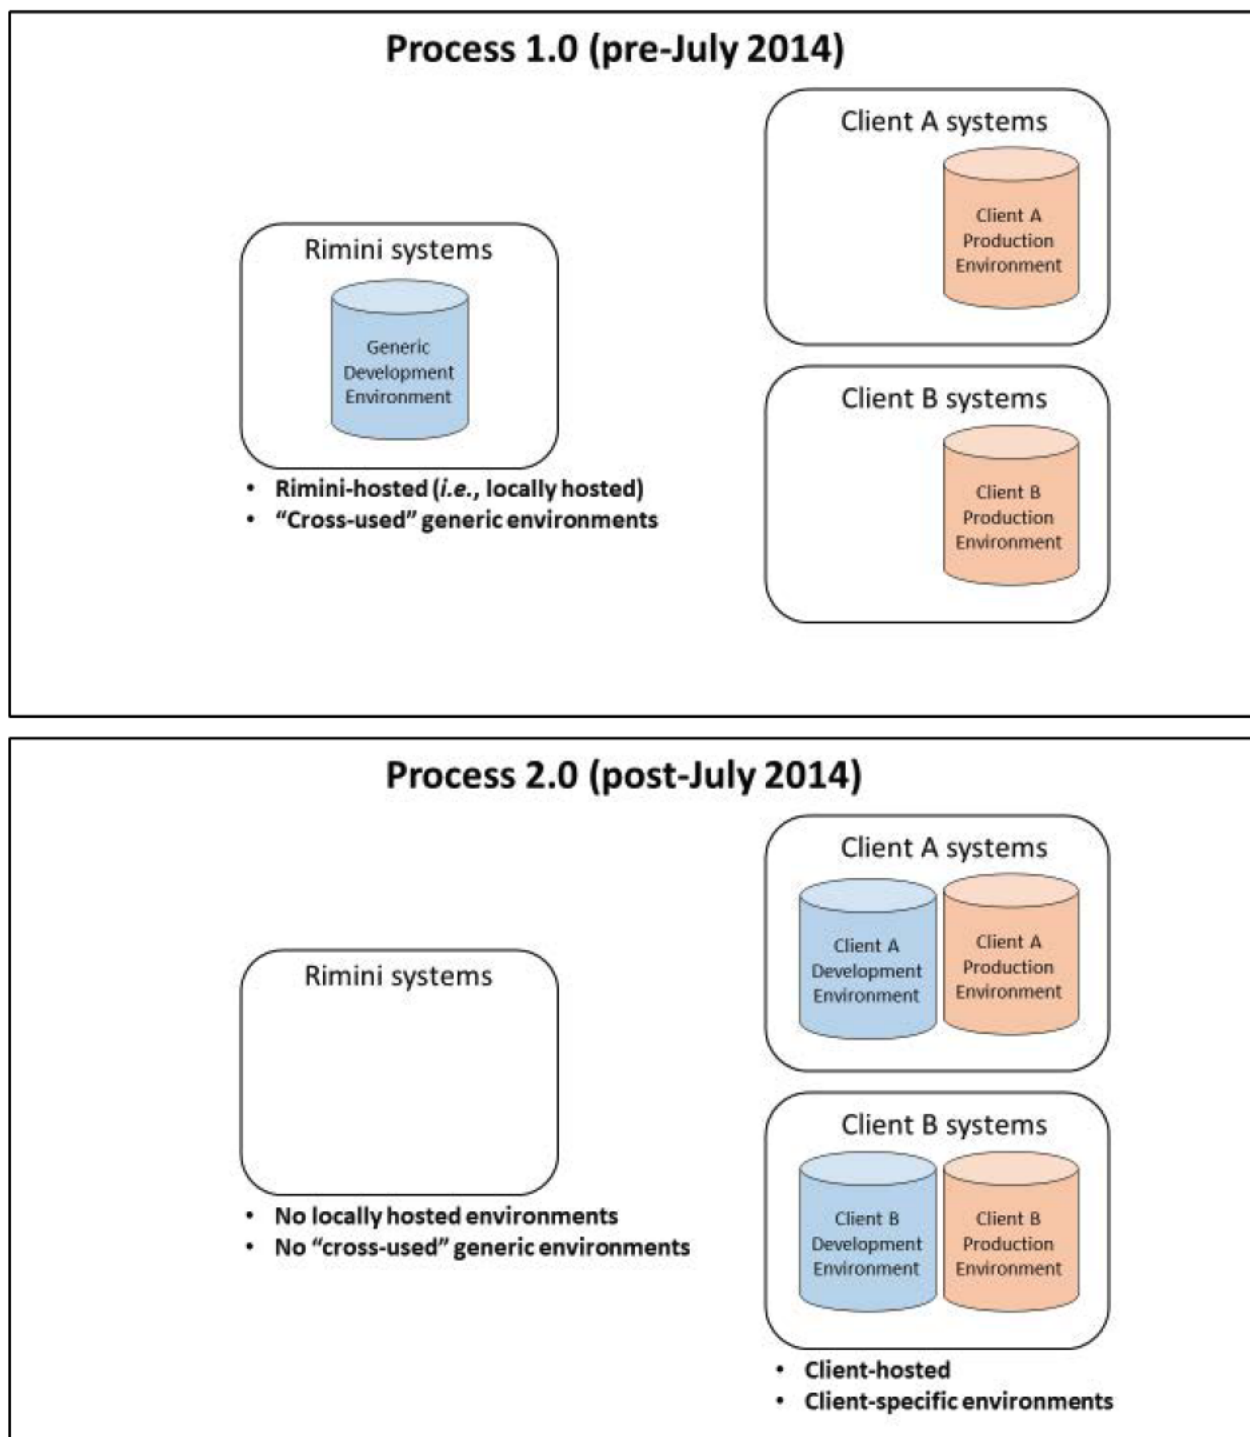 Process 1.0 (pre-July 2014)
Client A systems
Client A
Production
Environment
Rimini systems
Generic
Development
Environment
• Rimini-hosted (i.e., locally hosted)
• “Cross-used” generic environments
Client B systems
Client B
Production
Environment
Process 2.0 (post-July 2014)
Client A systems
Client A
Development
Environment
Client A
Production
Environment
Rimini systems
• No locally hosted environments
• No “cross-used” generic environments
Client B systems
Client B
Development
Environment
Client B
Production
Environment
• Client-hosted
• Client-specific environments